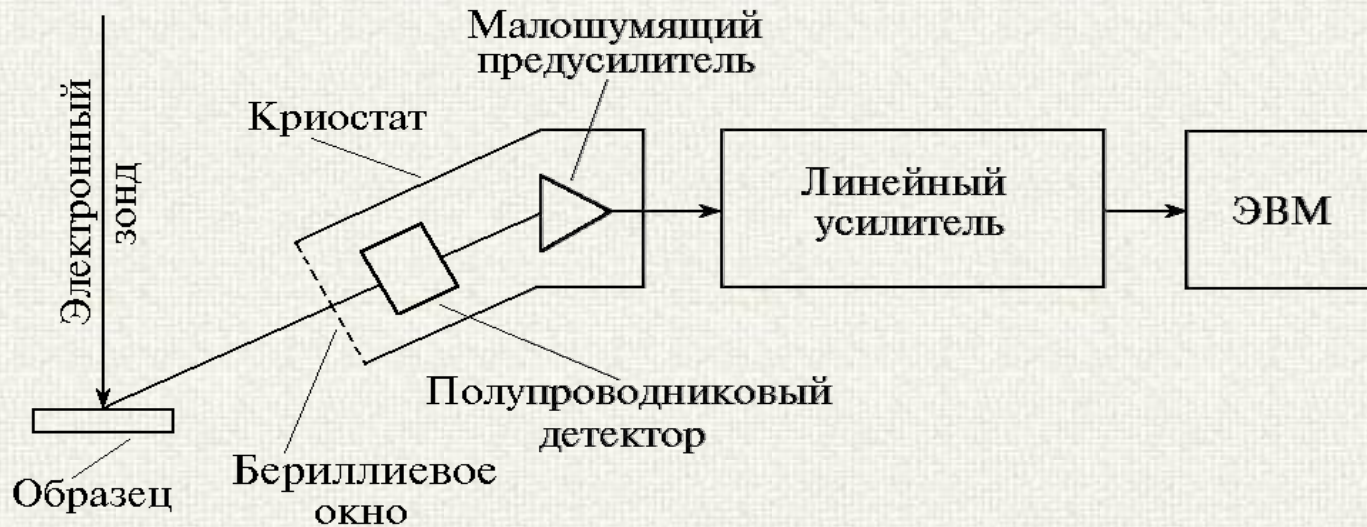 Малошумящий
предусилитель
Криостат
Электронный
зонд
Линейный
усилитель
ЭВМ
Полупроводниковый
детектор
Бериллиевое
окно
Образец